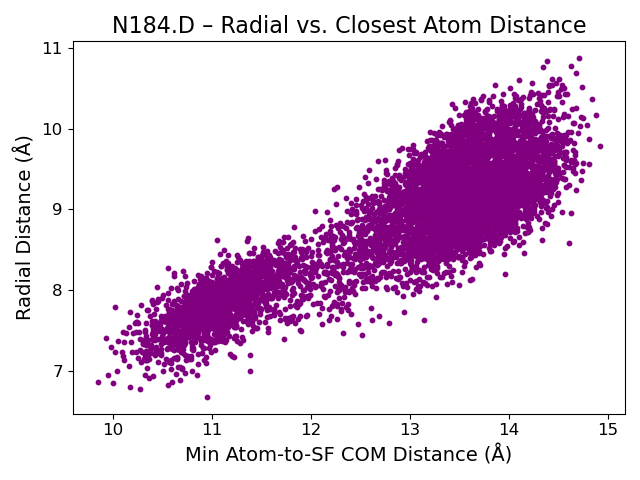 N184.D – Radial vs. Closest Atom Distance
11
10
9
8
7
Radial Distance (Å)
10 11 12 13 14 15
Min Atom-to-SF COM Distance (Å)